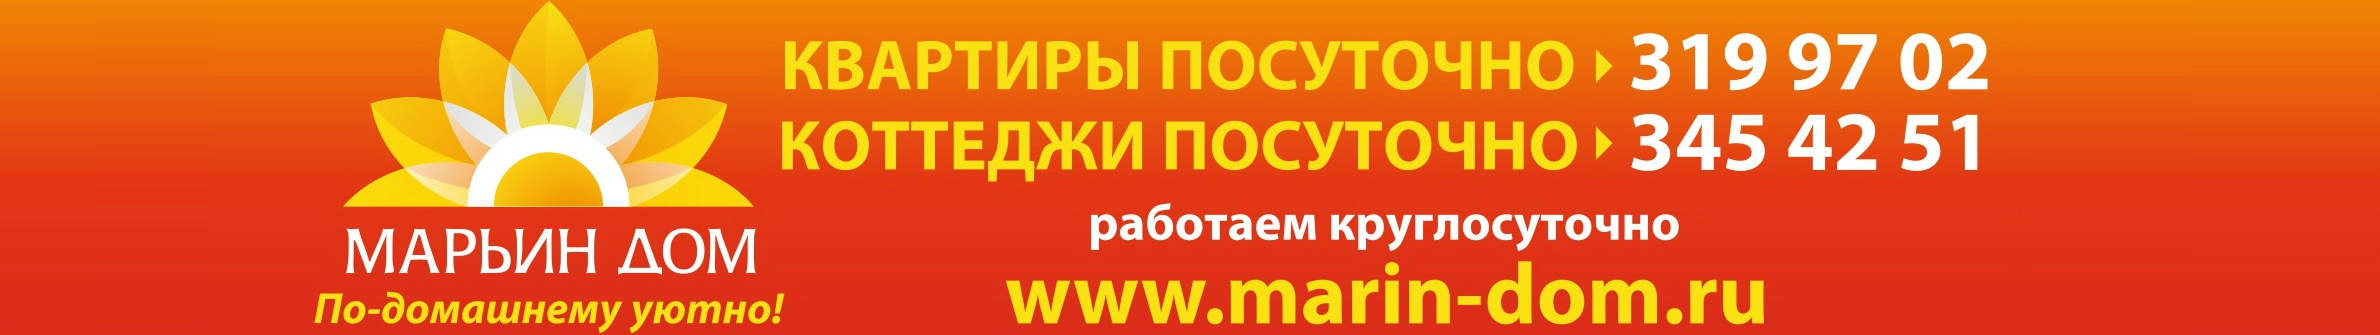 КВАРТИРЫ ПОСУТОЧНО 319 97 02
КОТТЕДЖИ ПОСУТОЧНО 345 42 51
работаем круглосуточно
www.marin-dom.ru
МАРЬИН ДОМ
По-домашнему уютно!